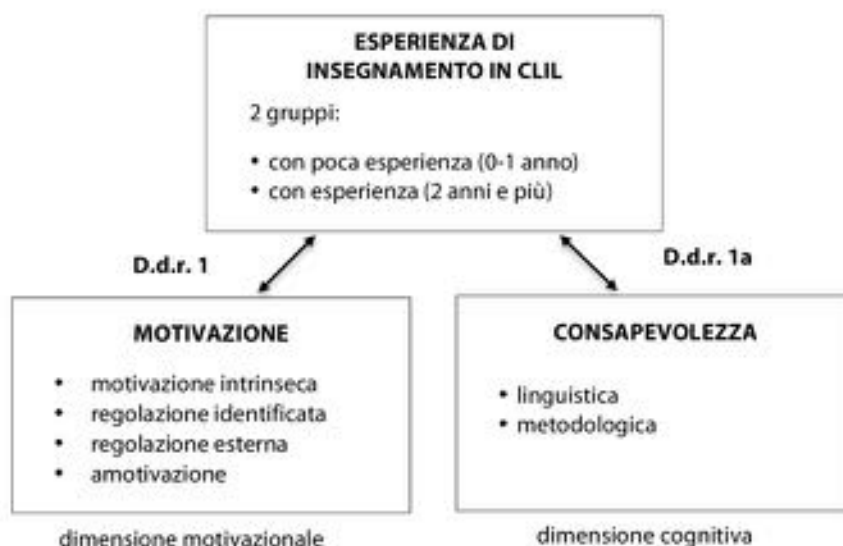 ESPERIENZA DI
INSEGNAMENTO IN CLIL
2 gruppi:
• con poca esperienza (0-1 anno)
• con esperienza (2 anni e più)
D.d.r. 1
D.d.r. 1a
MOTIVAZIONE
• motivazione intrinseca
• regolazione identificata
• regolazione esterna
• amotivazione
dimensione motivazionale
CONSAPEVOLEZZA
• linguistica
• metodologica
dimensione cognitiva